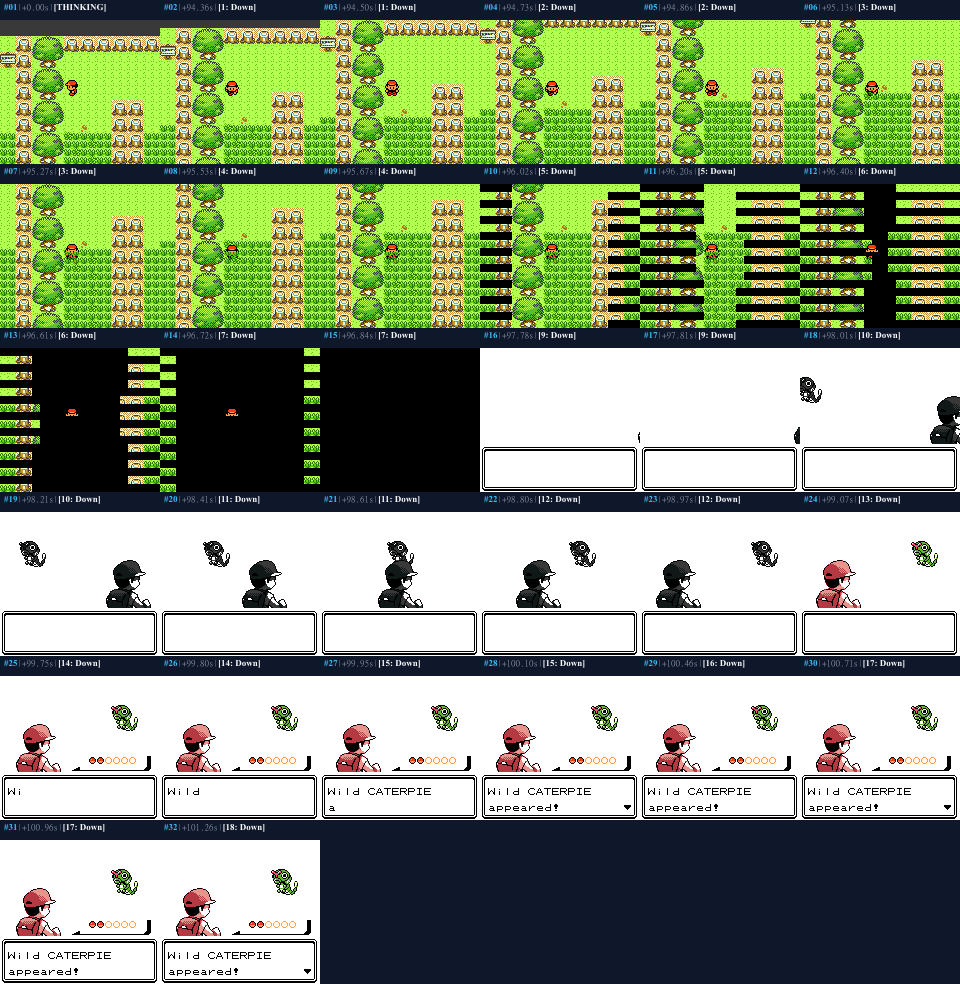 #01|+0.00s|[THINKING]
#02|+94.36s|[1: Down]
#03|+94.50s|[1: Down]
#04|+94.73s|[2: Down]
#05|+94.86s|[2: Down]
#06|+95.13s|[3: Down]
#07|+95.27s|[3: Down]
#08|+95.53s|[4: Down]
#09|+95.67s|[4: Down]
#10|+96.02s|[5: Down]
#11|+96.20s|[5: Down]
#12|+96.40s|[6: Down]
#13|+96.61s|[6: Down]
#14|+96.72s|[7: Down]
#15|+96.84s|[7: Down]
#16|+97.78s|[9: Down]
#17|+97.81s|[9: Down]
#18|+98.01s|[10: Down]
#19|+98.21s|[10: Down]
#20|+98.41s|[11: Down]
#21|+98.61s|[11: Down]
#22|+98.80s|[12: Down]
#23|+98.97s|[12: Down]
#24|+99.07s|[13: Down]
#25|+99.75s|[14: Down]
#26|+99.80s|[14: Down]
#27|+99.95s|[15: Down]
#28|+100.10s|[15: Down]
#29|+100.46s|[16: Down]
#30|+100.71s|[17: Down]
Wi
Wild
Wild CATERPIE
a
Wild CATERPIE
appeared!
Wild CATERPIE
appeared!
Wild CATERPIE
appeared!
#31|+100.96s|[17: Down]
#32|+101.26s|[18: Down]
Wild CATERPIE
appeared!
Wild CATERPIE
appeared!